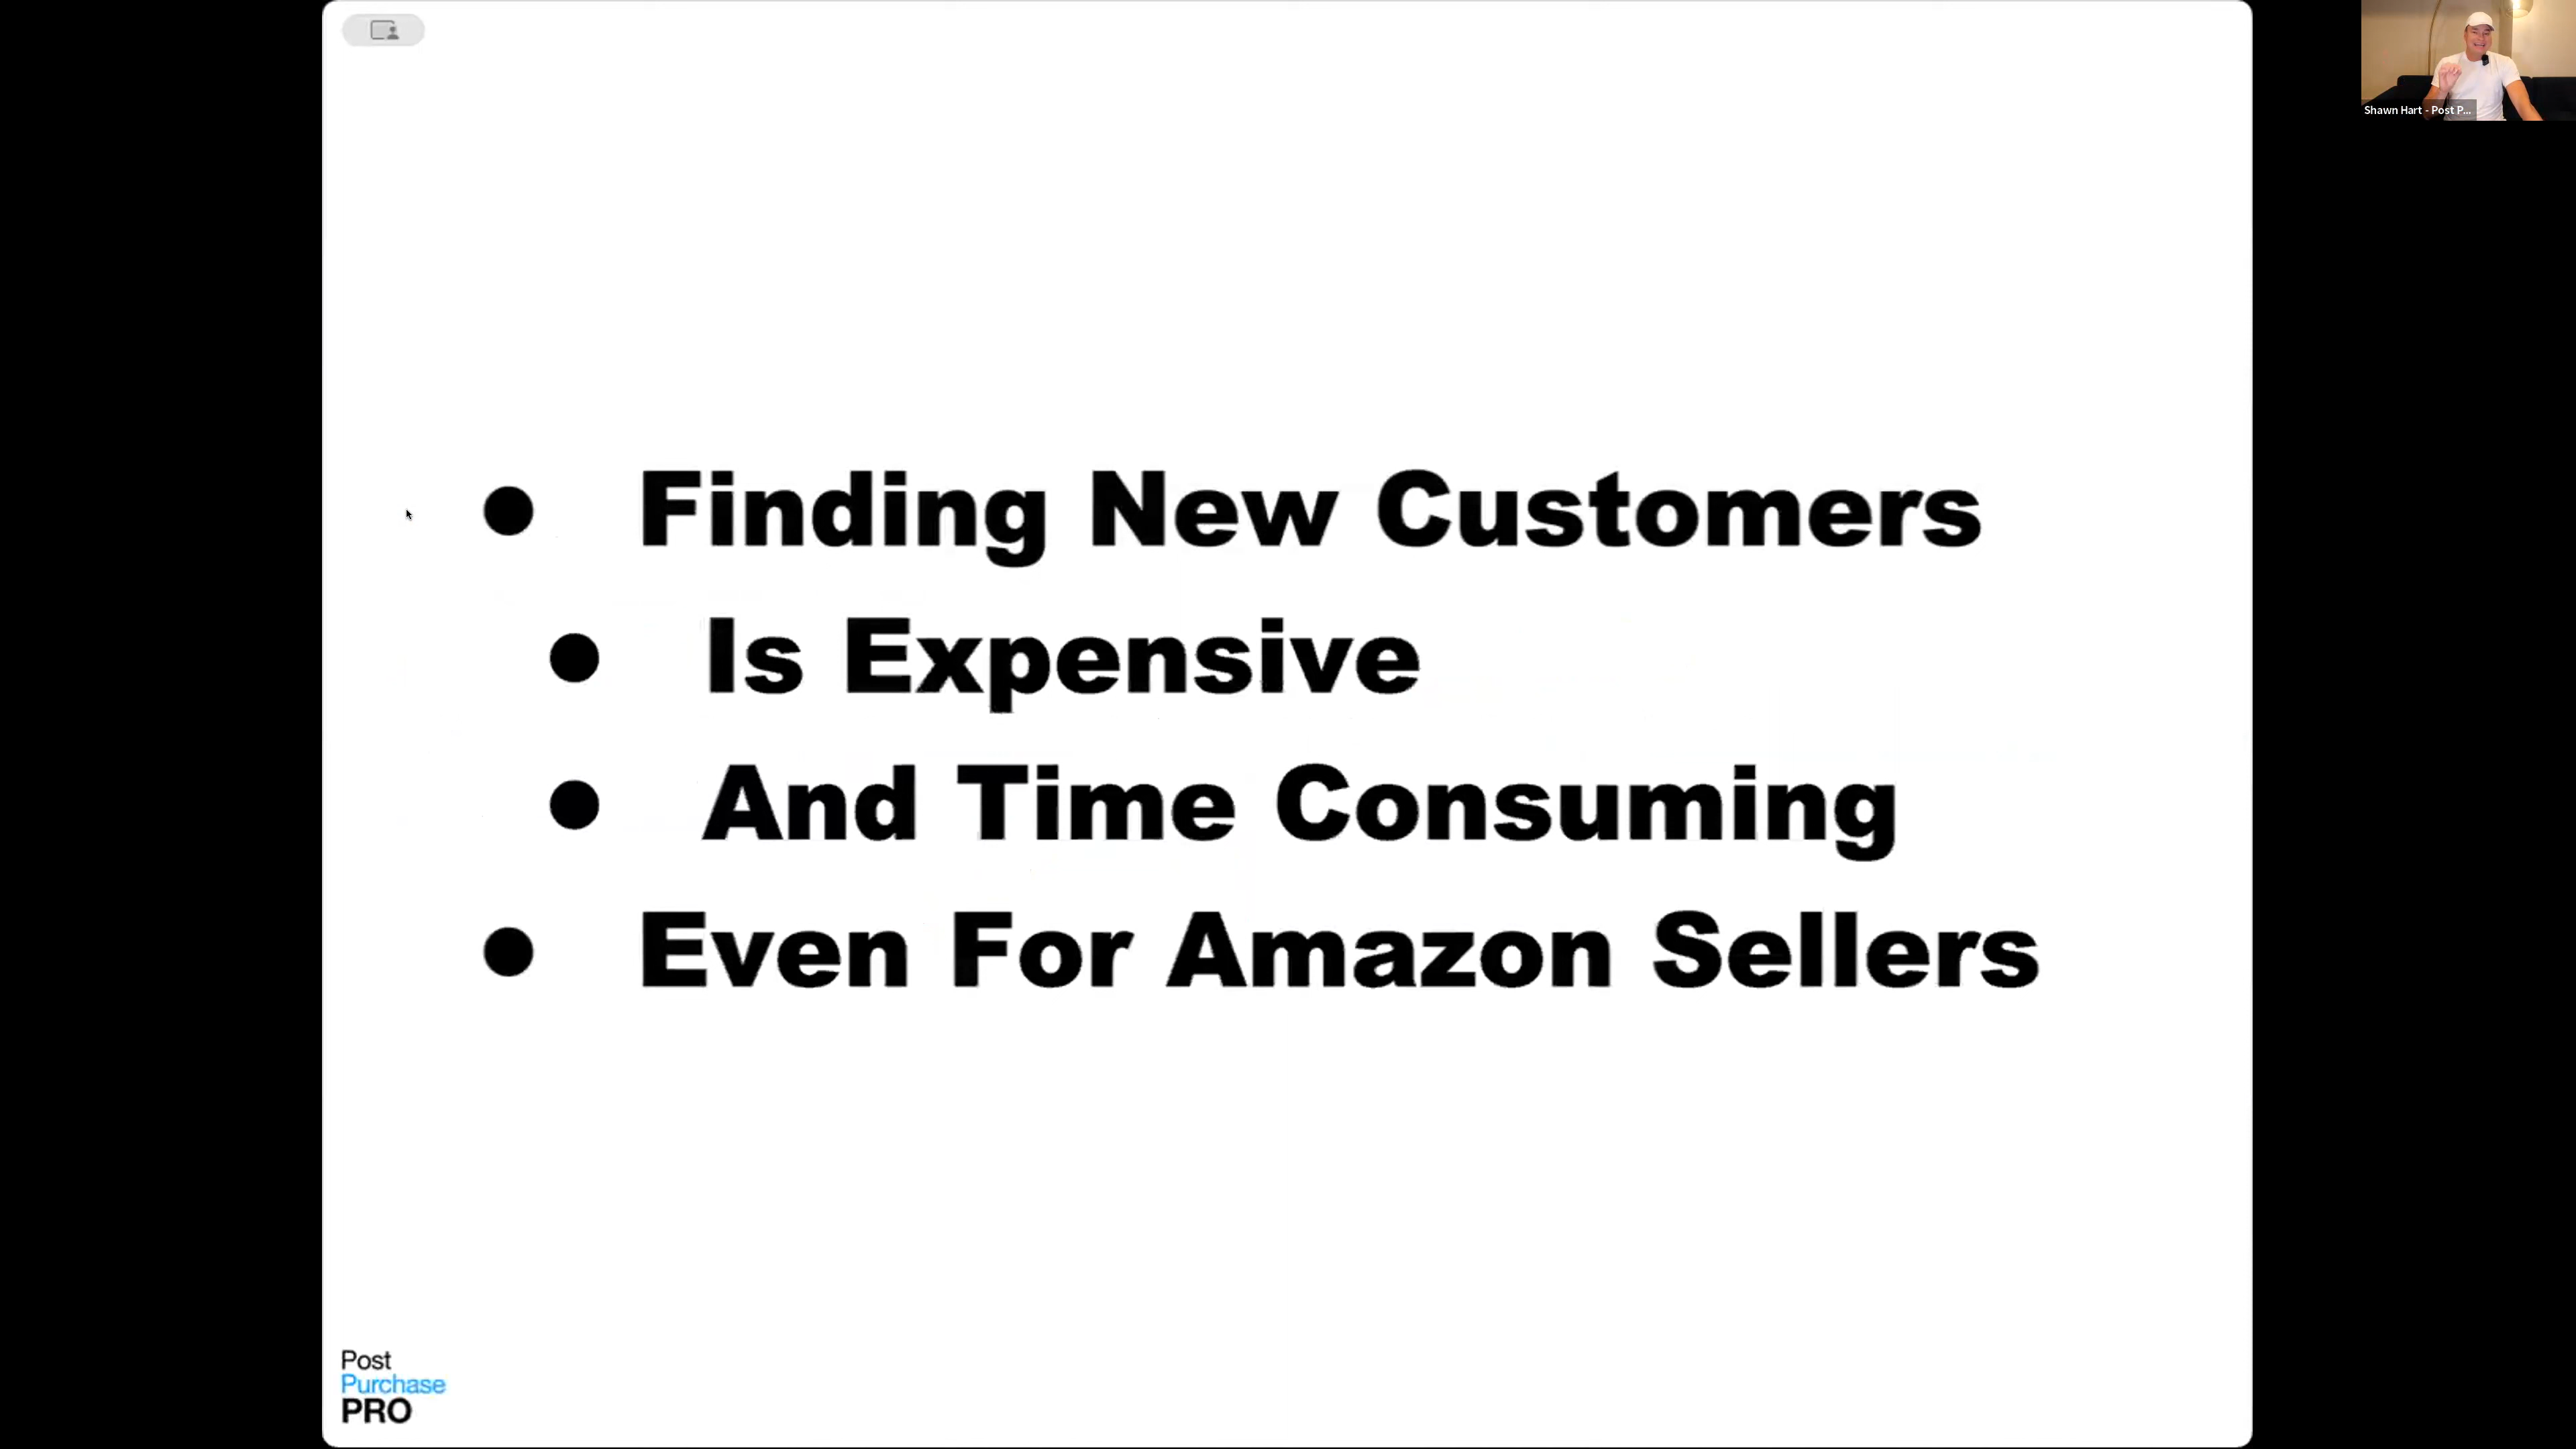 Shawn Hart - Post P...
● Finding New Customers
● Is Expensive
● And Time Consuming
● Even For Amazon Sellers
Post
Purchase
PRO